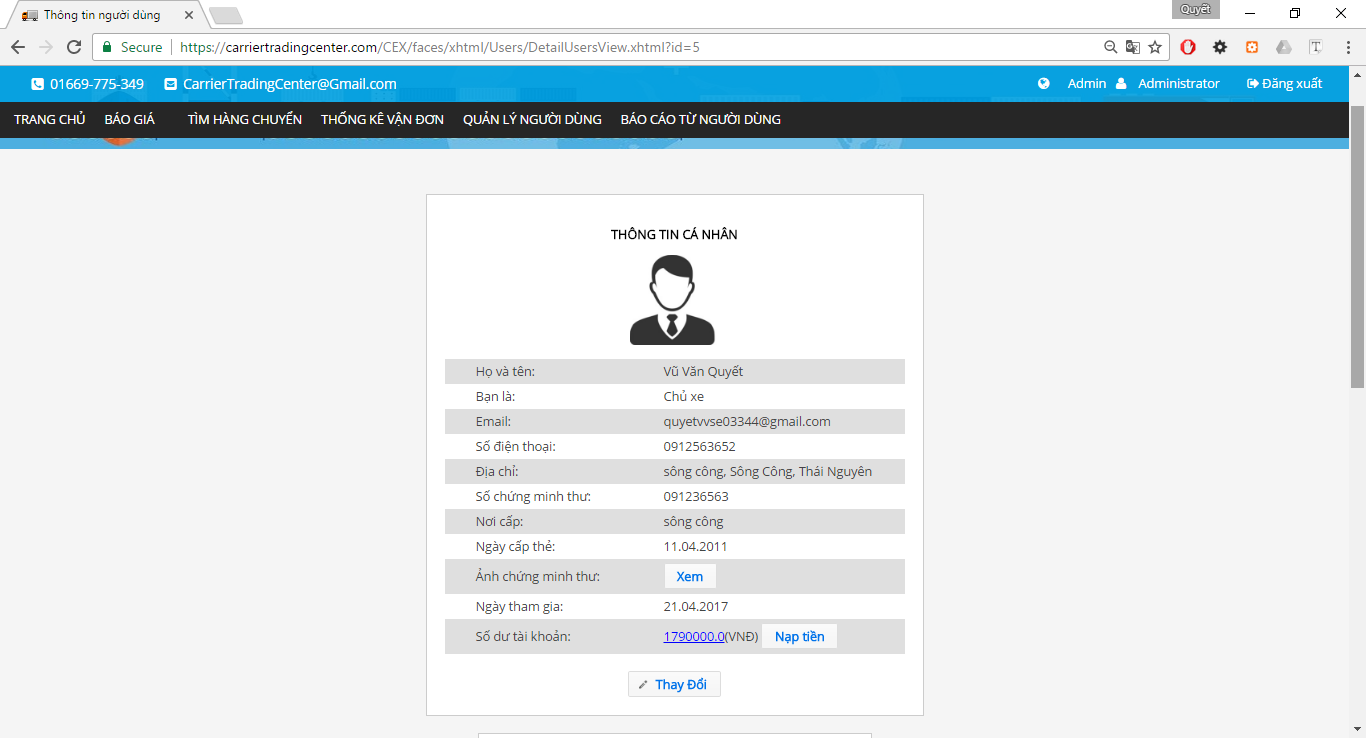 Thông tin người dùng
Quyết
Secure https://carriertradingcenter.com/CEX/faces/xhtml/Users/DetailUsersView.xhtml?id=5
01669-775-349 CarrierTradingCenter@Gmail.com Admin Administrator Đăng xuất
TRANG CHỦ BÁO GIÁ TÌM HÀNG CHUYỂN THỐNG KÊ VẬN ĐƠN QUẢN LÝ NGƯỜI DÙNG BÁO CÁO TỪ NGƯỜI DÙNG
THÔNG TIN CÁ NHÂN
Họ và tên: Vũ Văn Quyết
Bạn là: Chủ xe
Email: quyetvvse03344@gmail.com
Số điện thoại: 0912563652
Địa chỉ: sông công, Sông Công, Thái Nguyên
Số chứng minh thư: 091236563
Nơi cấp: sông công
Ngày cấp thẻ: 11.04.2011
Ảnh chứng minh thư: Xem
Ngày tham gia: 21.04.2017
Số dư tài khoản: 1790000.0(VNĐ) Nạp tiền
Thay Đổi